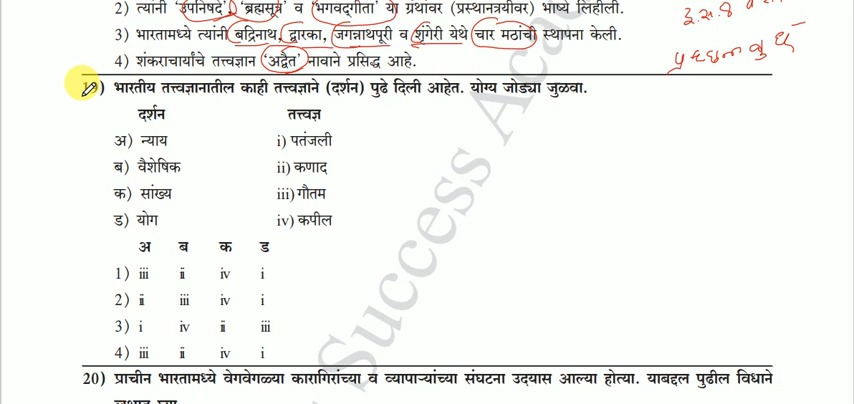 2) त्यांनी 'उपनिषदे', 'ब्रह्मसूत्र' व 'भगवद्गीता' या ग्रंथांवर (प्रस्थानत्रयीवर) भाष्ये लिहीली.
3) भारतामध्ये त्यांनी बद्रिनाथ, द्वारका, जगन्नाथपूरी व शृंगेरी येथे चार मठांची स्थापना केली.
4) शंकराचार्यांचे तत्त्वज्ञान 'अद्वैत' नावाने प्रसिद्ध आहे.
19) भारतीय तत्त्वज्ञानातील काही तत्त्वज्ञाने (दर्शन) पुढे दिली आहेत. योग्य जोड्या जुळवा.
दर्शन तत्त्वज्ञ
अ) न्याय i) पतंजली
ब) वैशेषिक ii) कणाद
क) सांख्य iii) गौतम
ड) योग iv) कपील
अ ब क ड
1) iii ii iv i
2) ii iii iv i
3) i iv ii iii
4) iii ii iv i
20) प्राचीन भारतामध्ये वेगवेगळ्या कारागिरांच्या व व्यापाऱ्यांच्या संघटना उदयास आल्या होत्या. याबद्दल पुढील विधाने
Success Aca